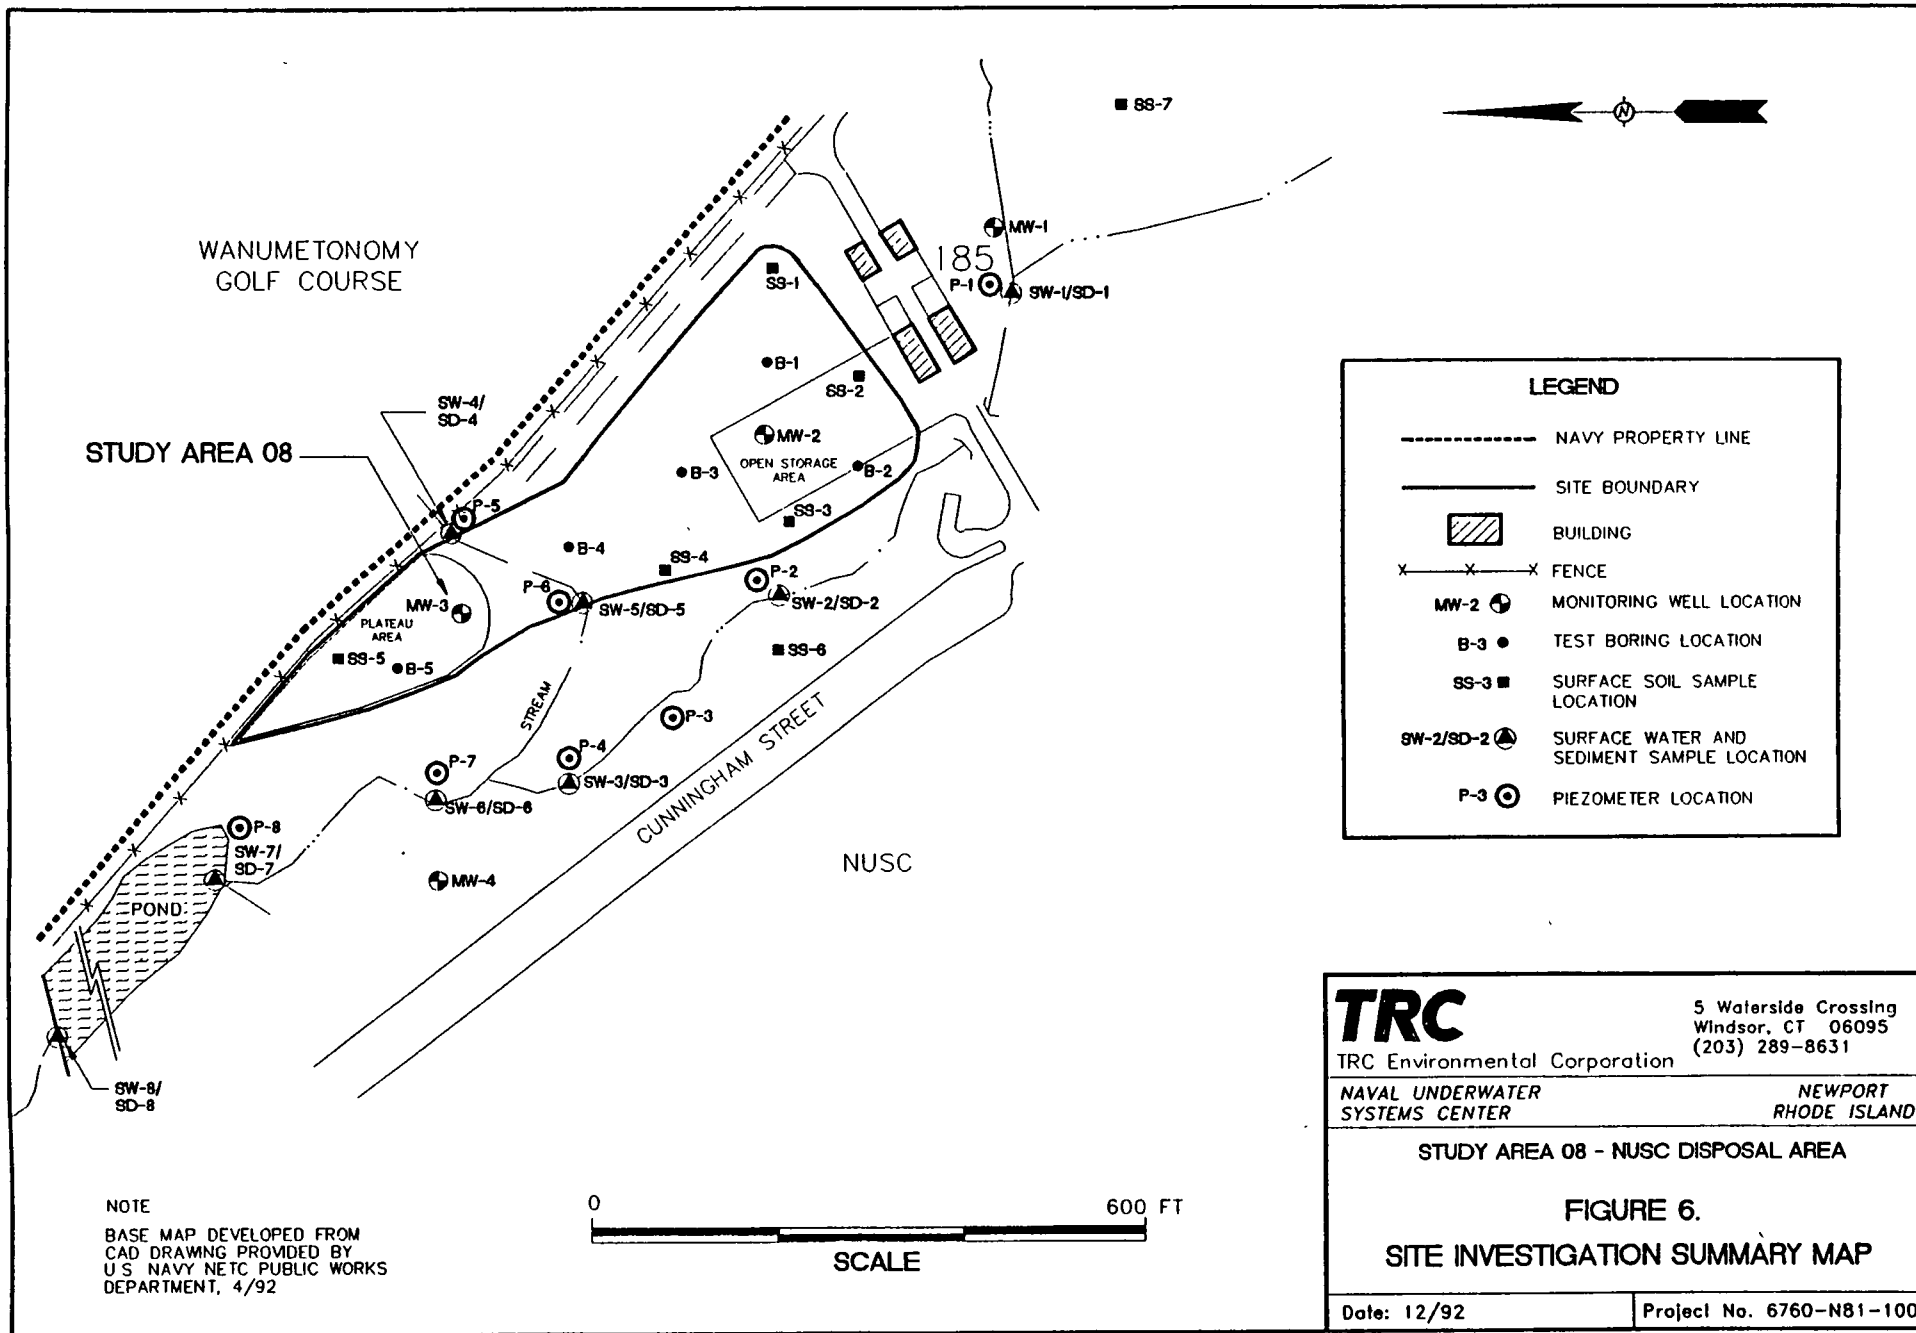 SS-7
N
WANUMETONOMY
GOLF COURSE
MW-1
185
SS-1
P-1
SW-1/SD-1
B-1
SS-2
SW-4/
SD-4
STUDY AREA 08
MW-2
OPEN STORAGE
AREA
B-3
B-2
P-5
SS-3
B-4
SS-4
P-2
P-6
MW-3
SW-5/SD-5
SW-2/SD-2
PLATEAU
AREA
SS-5
B-5
SS-6
STREAM
P-3
CUNNINGHAM STREET
P-7
P-4
SW-3/SD-3
SW-6/SD-6
P-8
SW-7/
SD-7
NUSC
MW-4
POND
SW-8/
SD-8
LEGEND
NAVY PROPERTY LINE
SITE BOUNDARY
BUILDING
X X X FENCE
MW-2 MONITORING WELL LOCATION
B-3 TEST BORING LOCATION
SS-3 SURFACE SOIL SAMPLE
LOCATION
SW-2/SD-2 SURFACE WATER AND
SEDIMENT SAMPLE LOCATION
P-3 PIEZOMETER LOCATION
NOTE
BASE MAP DEVELOPED FROM
CAD DRAWING PROVIDED BY
U S NAVY NETC PUBLIC WORKS
DEPARTMENT, 4/92
0 600 FT
SCALE
TRC
TRC Environmental Corporation
5 Waterside Crossing
Windsor, CT 06095
(203) 289-8631
NAVAL UNDERWATER
SYSTEMS CENTER
NEWPORT
RHODE ISLAND
STUDY AREA 08 - NUSC DISPOSAL AREA
FIGURE 6.
SITE INVESTIGATION SUMMARY MAP
Date: 12/92
Project No. 6760-N81-100